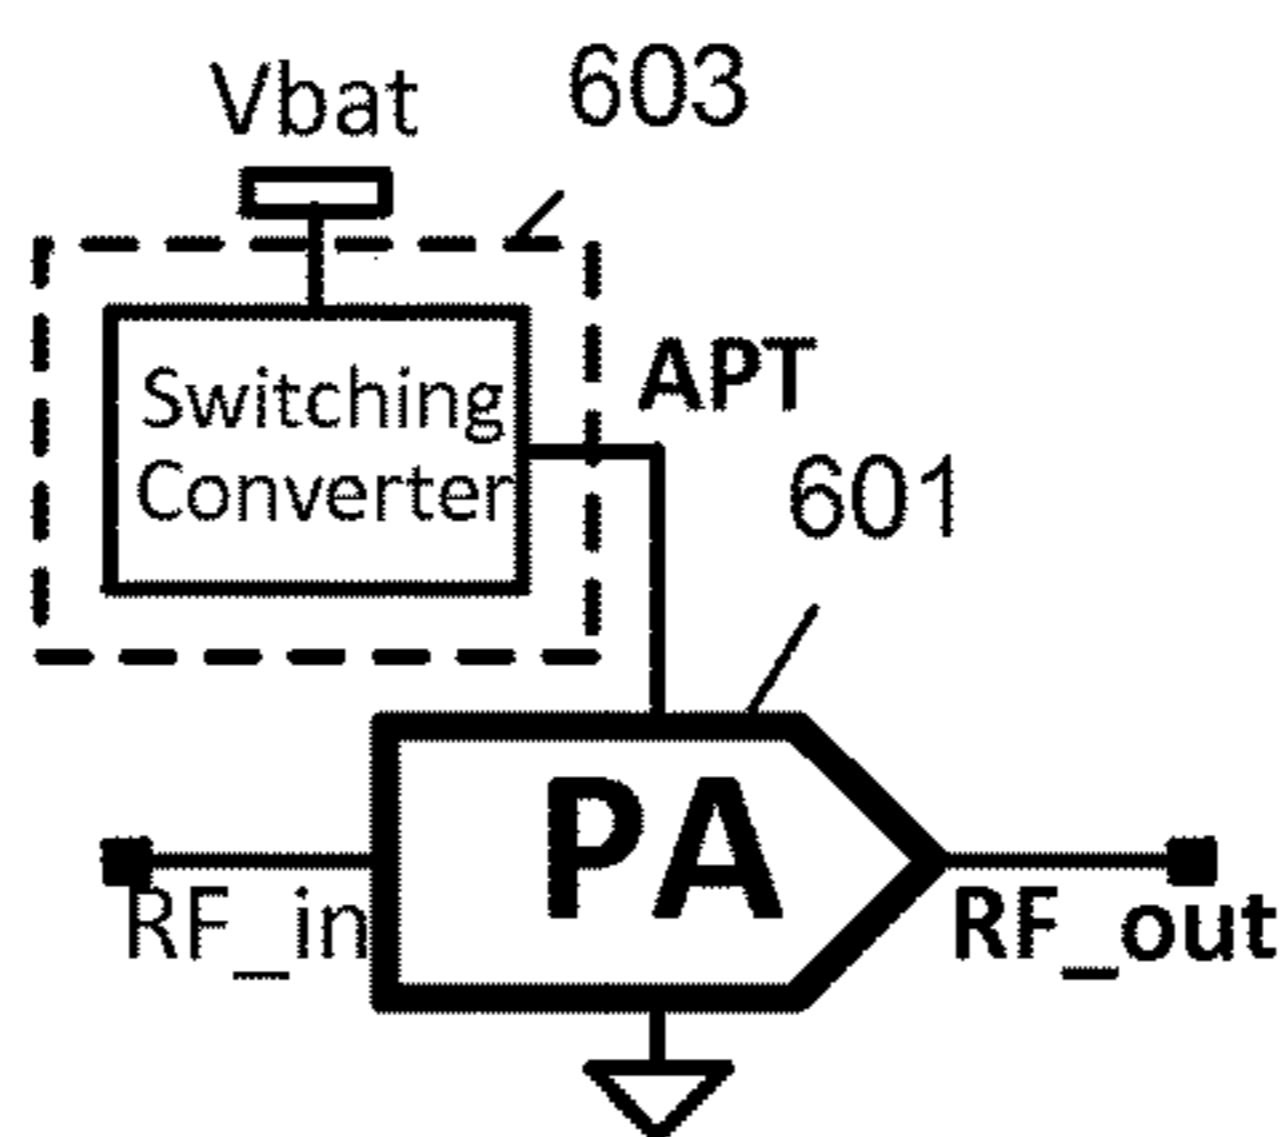 Vbat
603
Switching
Converter
APT
601
PA
RF_in
RF_out